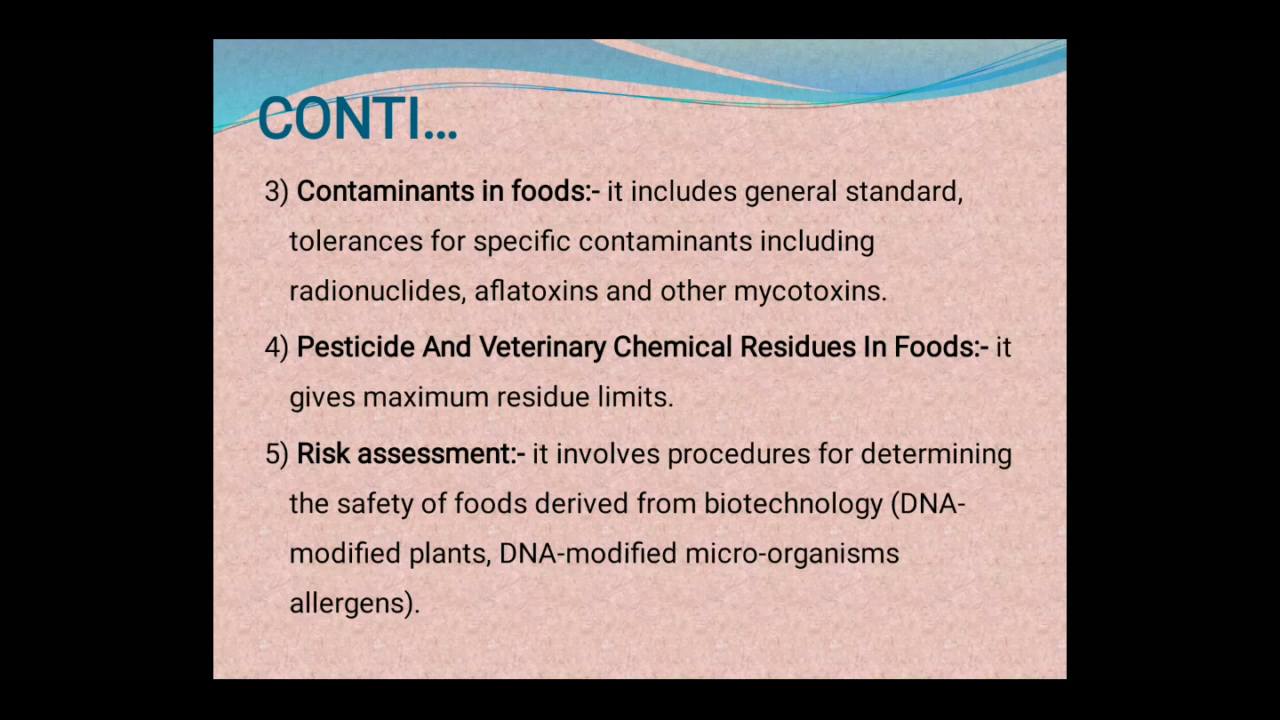 CONTI...
3) Contaminants in foods:- it includes general standard,
tolerances for specific contaminants including
radionuclides, aflatoxins and other mycotoxins.
4) Pesticide And Veterinary Chemical Residues In Foods:- it
gives maximum residue limits.
5) Risk assessment:- it involves procedures for determining
the safety of foods derived from biotechnology (DNA-
modified plants, DNA-modified micro-organisms
allergens).